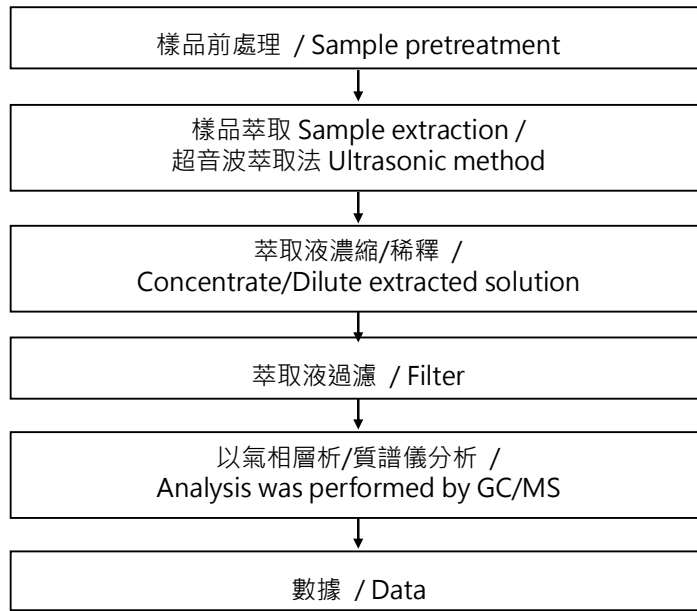 樣品前處理 / Sample pretreatment
樣品萃取 Sample extraction /
超音波萃取法 Ultrasonic method
萃取液濃縮/稀釋 /
Concentrate/Dilute extracted solution
萃取液過濾 / Filter
以氣相層析/質譜儀分析 /
Analysis was performed by GC/MS
數據 / Data